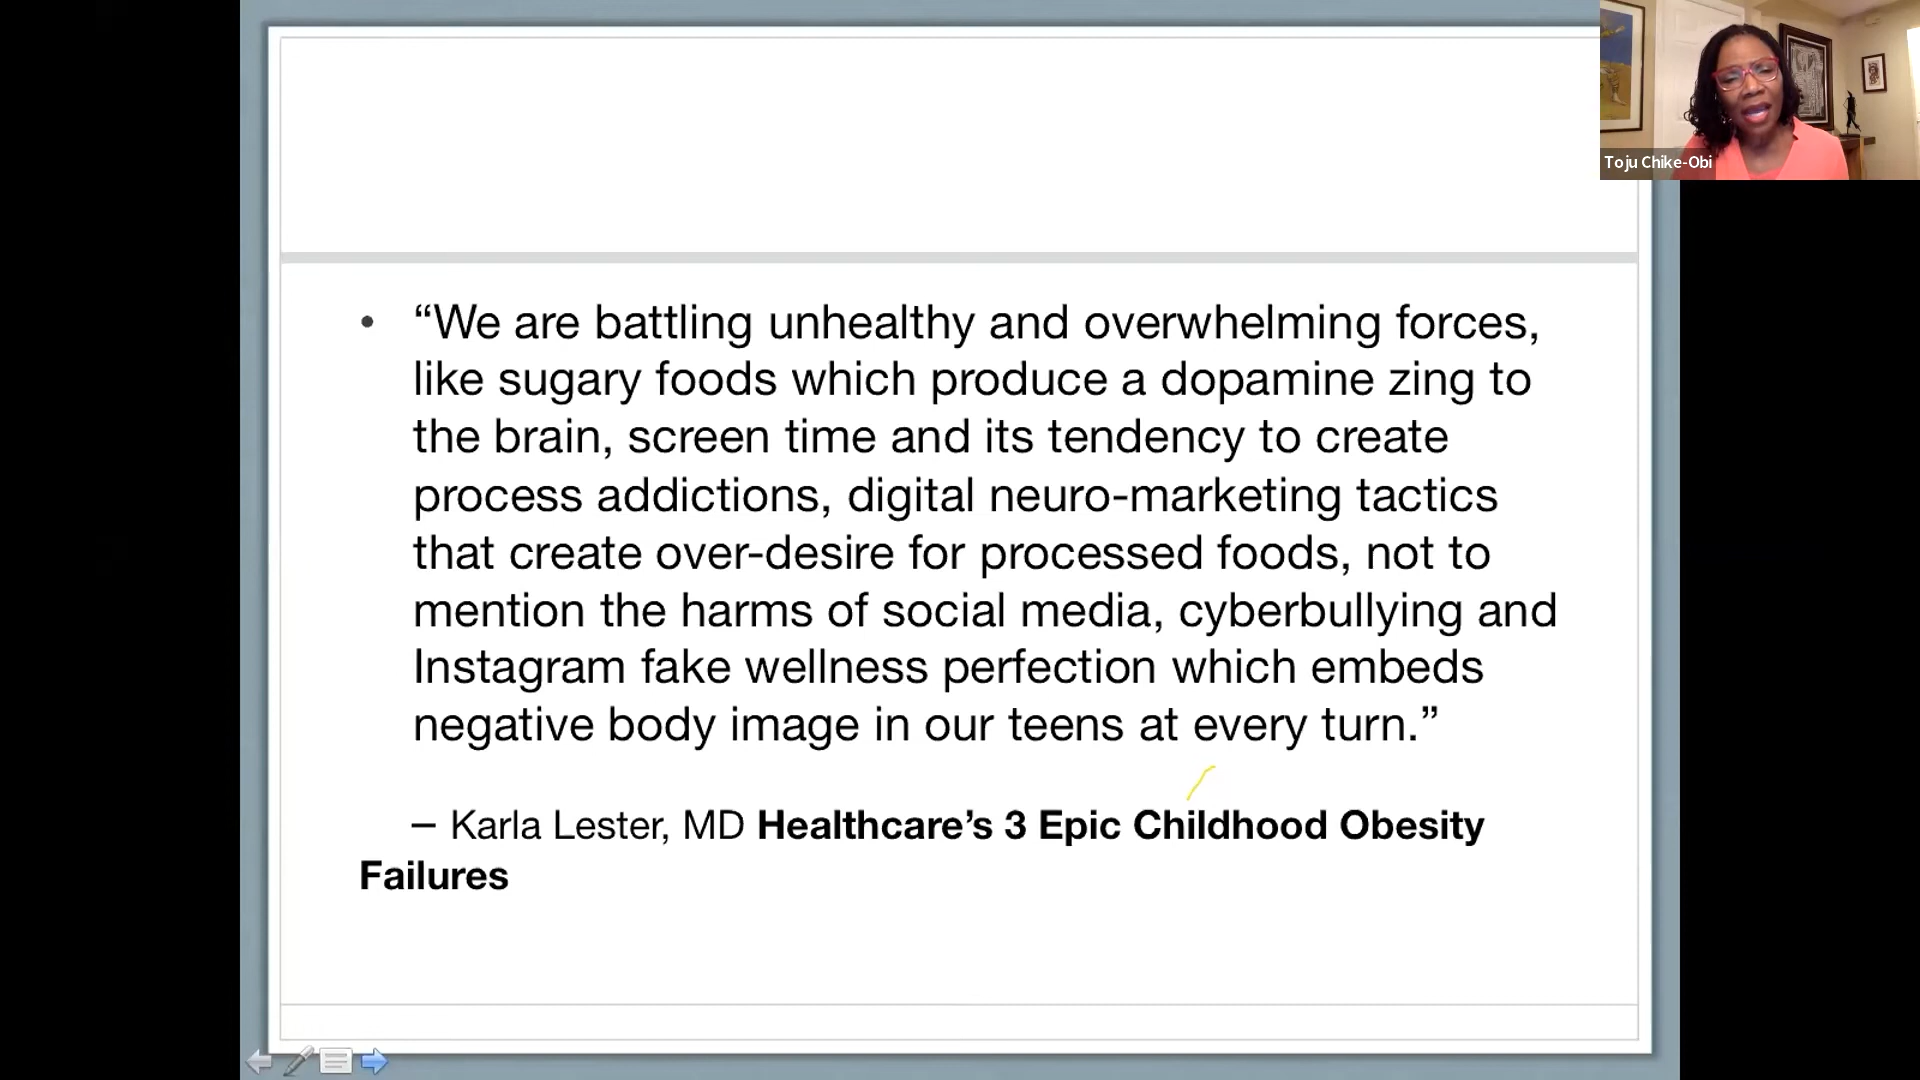 Toju Chike-Obi
• “We are battling unhealthy and overwhelming forces,
like sugary foods which produce a dopamine zing to
the brain, screen time and its tendency to create
process addictions, digital neuro-marketing tactics
that create over-desire for processed foods, not to
mention the harms of social media, cyberbullying and
Instagram fake wellness perfection which embeds
negative body image in our teens at every turn.”
– Karla Lester, MD Healthcare’s 3 Epic Childhood Obesity
Failures